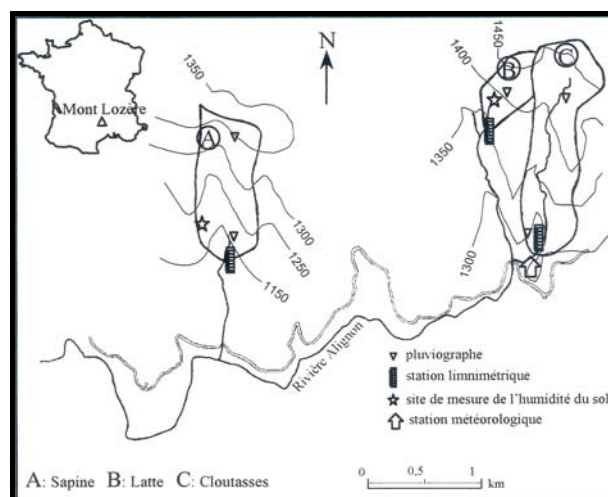 Mont Lozère
N
1350
A
1300
1250
1150
1450
1400
B
C
1350
1300
Rivière Alignon
pluviographe
station limnimétrique
site de mesure de l'humidité du sol
station météorologique
A: Sapine B: Latte C: Cloutasses
0 0,5 1
km